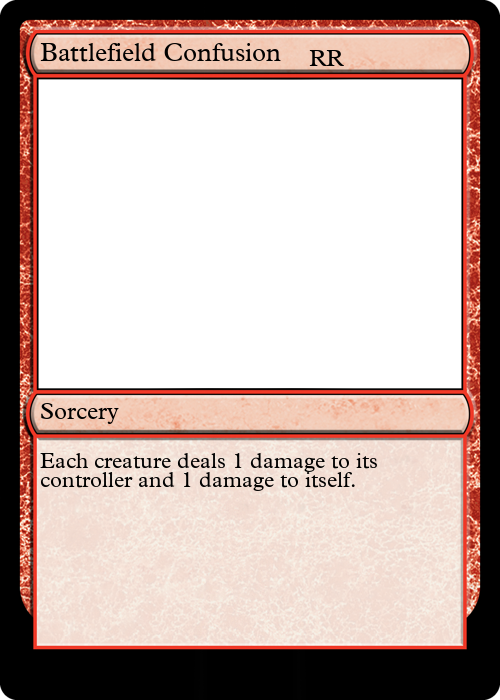 Battlefield Confusion RR
Sorcery
Each creature deals 1 damage to its
controller and 1 damage to itself.